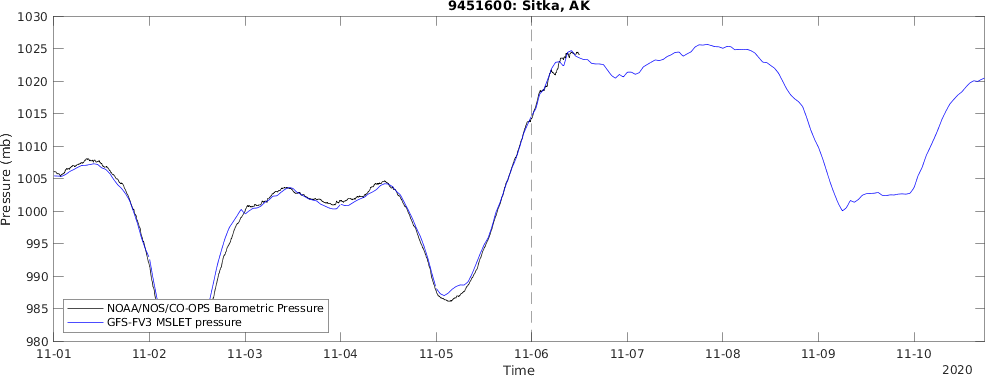 9451600: Sitka, AK
Pressure (mb)
1030
1025
1020
1015
1010
1005
1000
995
990
985
980
NOAA/NOS/CO-OPS Barometric Pressure
GFS-FV3 MSLET pressure
11-01 11-02 11-03 11-04 11-05 11-06 11-07 11-08 11-09 11-10
Time
2020